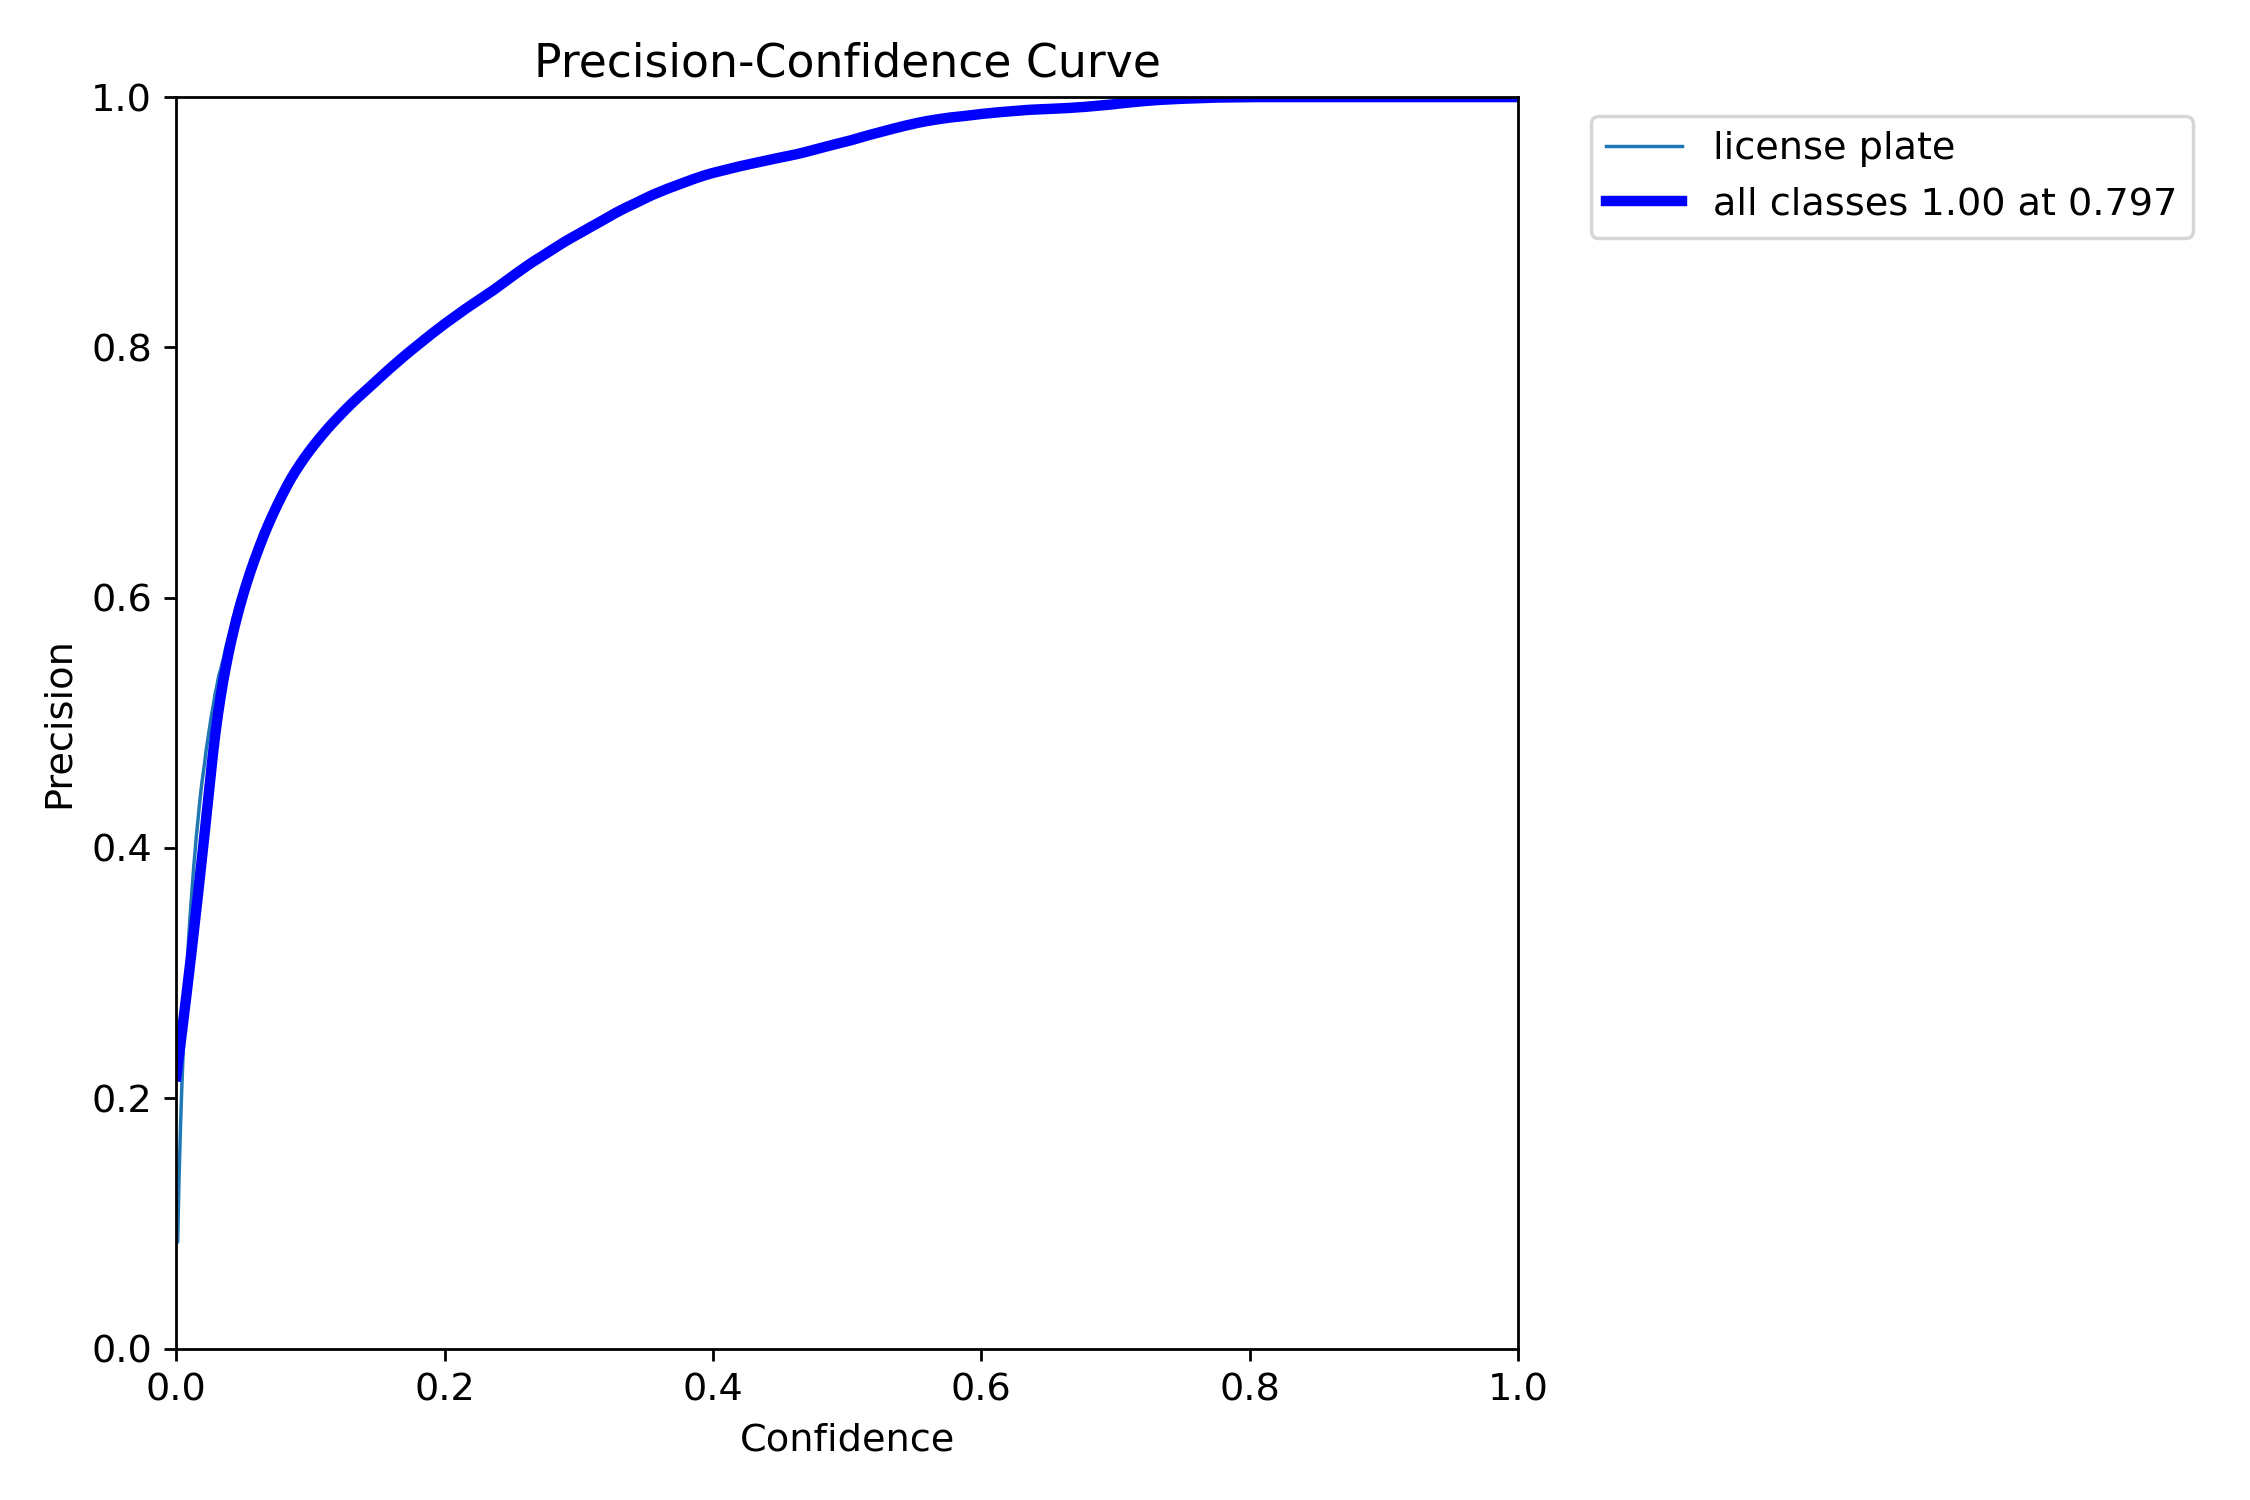 Precision-Confidence Curve
license plate
all classes 1.00 at 0.797
Precision
1.0
0.8
0.6
0.4
0.2
0.0
0.0 0.2 0.4 0.6 0.8 1.0
Confidence